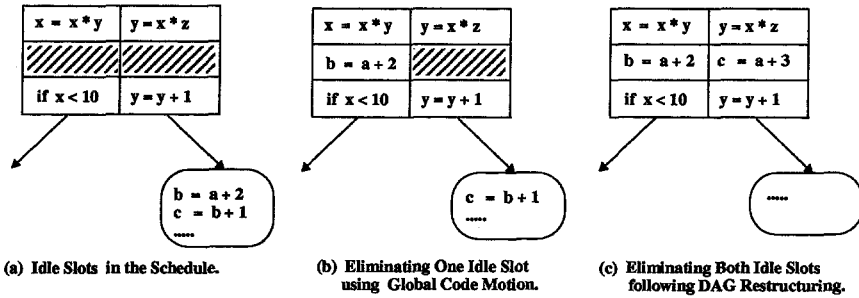 x = x * y   y = x * z
if x < 10   y = y + 1
b = a + 2
c = b + 1
.....
(a) Idle Slots in the Schedule.
x = x * y   y = x * z
b = a + 2
if x < 10   y = y + 1
c = b + 1
.....
(b) Eliminating One Idle Slot
using Global Code Motion.
x = x * y   y = x * z
b = a + 2   c = a + 3
if x < 10   y = y + 1
.....
(c) Eliminating Both Idle Slots
following DAG Restructuring.